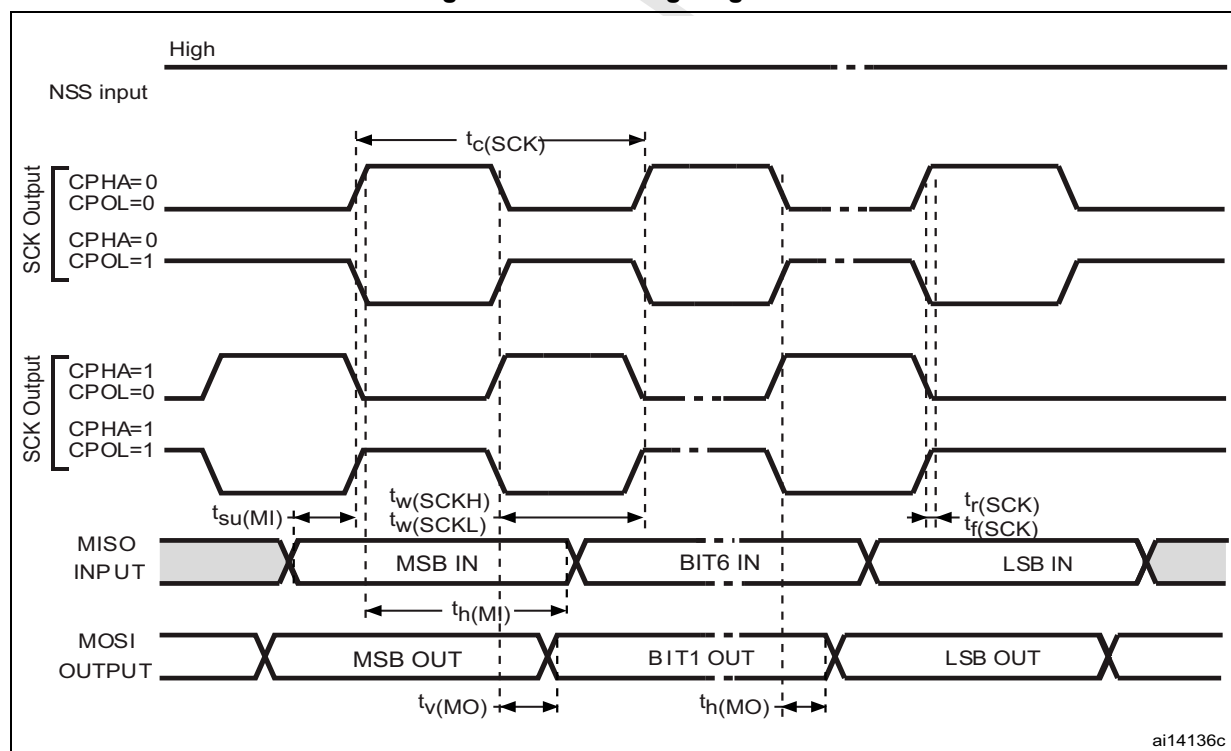 High
NSS input
tc(SCK)
SCK Output
CPHA=0
CPOL=0
CPHA=0
CPOL=1
SCK Output
CPHA=1
CPOL=0
CPHA=1
CPOL=1
tsu(MI)
tw(SCKH)
tw(SCKL)
tr(SCK)
tf(SCK)
MISO
INPUT
MSB IN
BIT6 IN
LSB IN
th(MI)
MOSI
OUTPUT
MSB OUT
BIT1 OUT
LSB OUT
tv(MO)
th(MO)
ai14136c